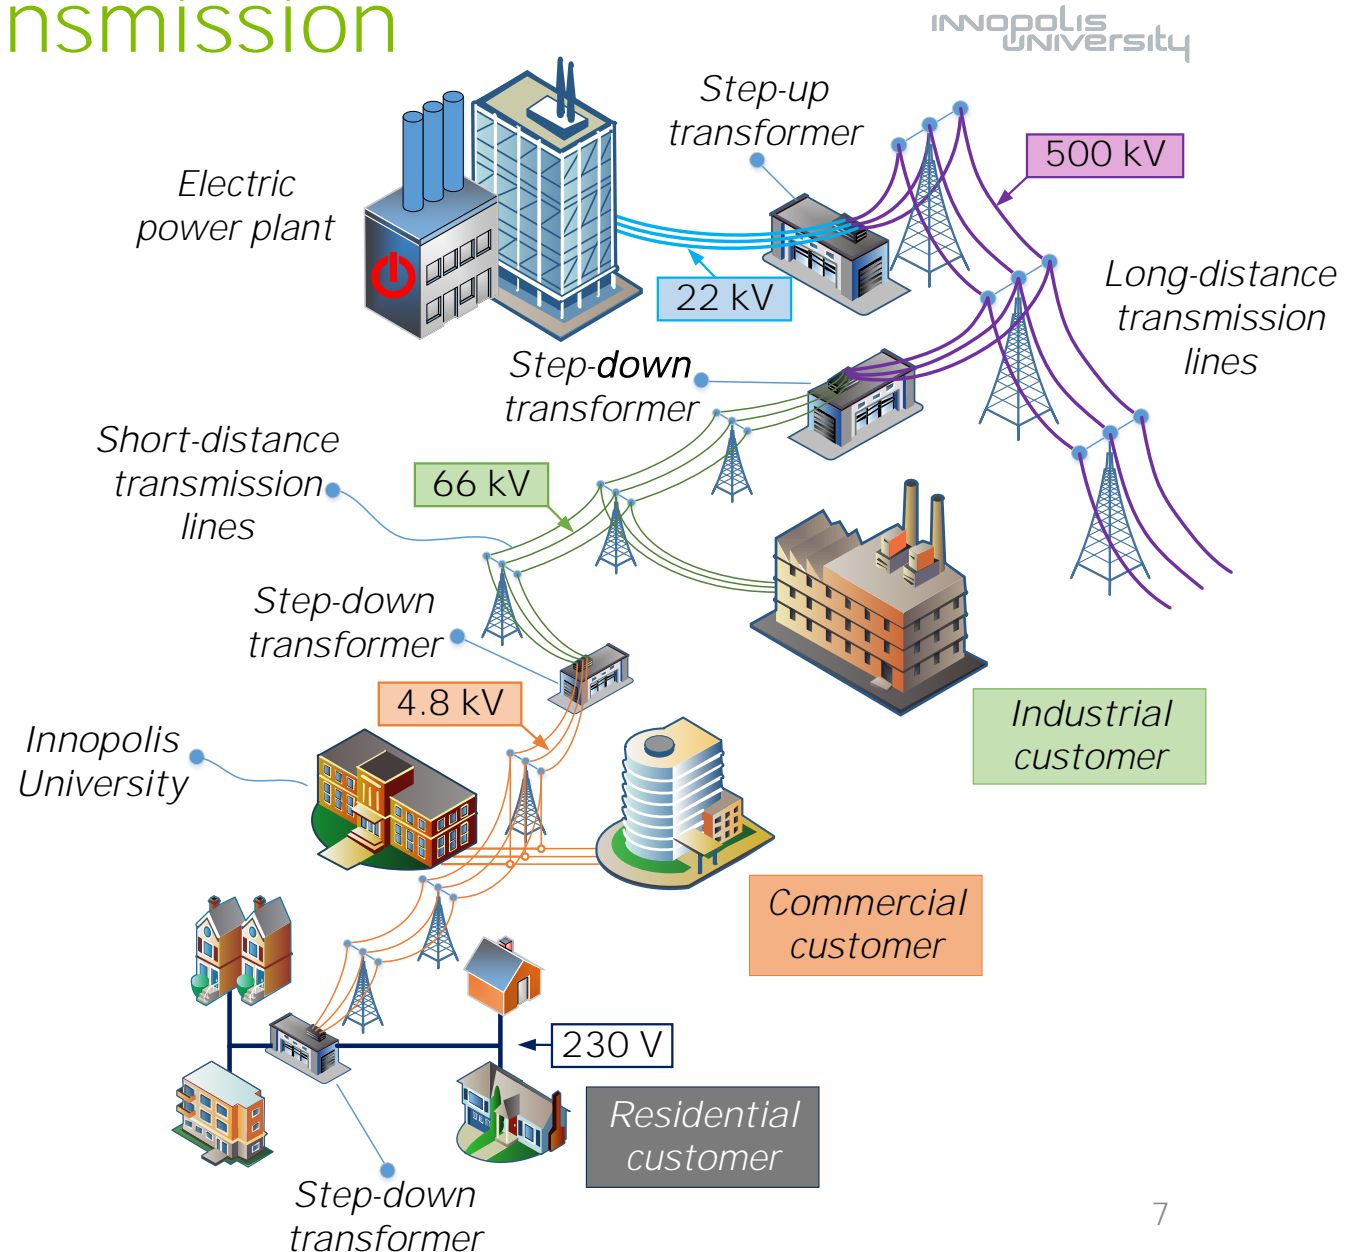 nsmission
INNOPOLIS
UNIVERSITY
Step-up
transformer
500 kV
Electric
power plant
22 kV
Long-distance
transmission
lines
Step-down
transformer
Short-distance
transmission
lines
66 kV
Step-down
transformer
4.8 kV
Industrial
customer
Innopolis
University
Commercial
customer
230 V
Residential
customer
Step-down
transformer
7